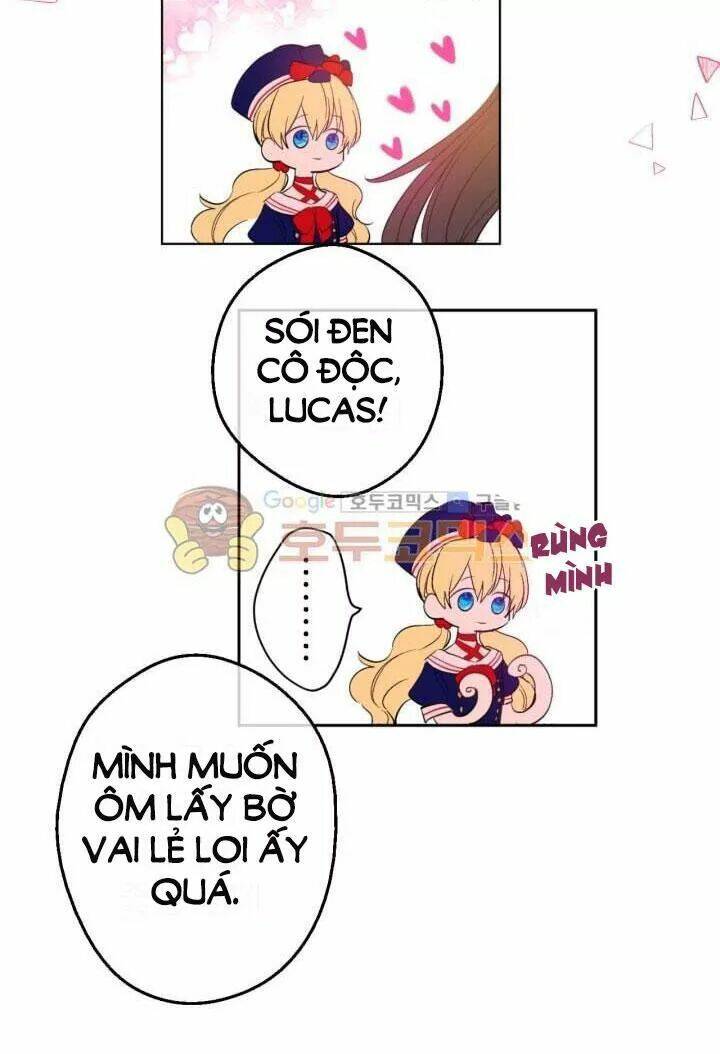 SÓI ĐEN
CÔ ĐỘC,
LUCAS!
Google 호두코믹스
호두코믹스
RÙNG
MÌNH
MÌNH MUỐN
ÔM LẤY BỜ
VAI LẺ LOI ẤY
QUÁ.